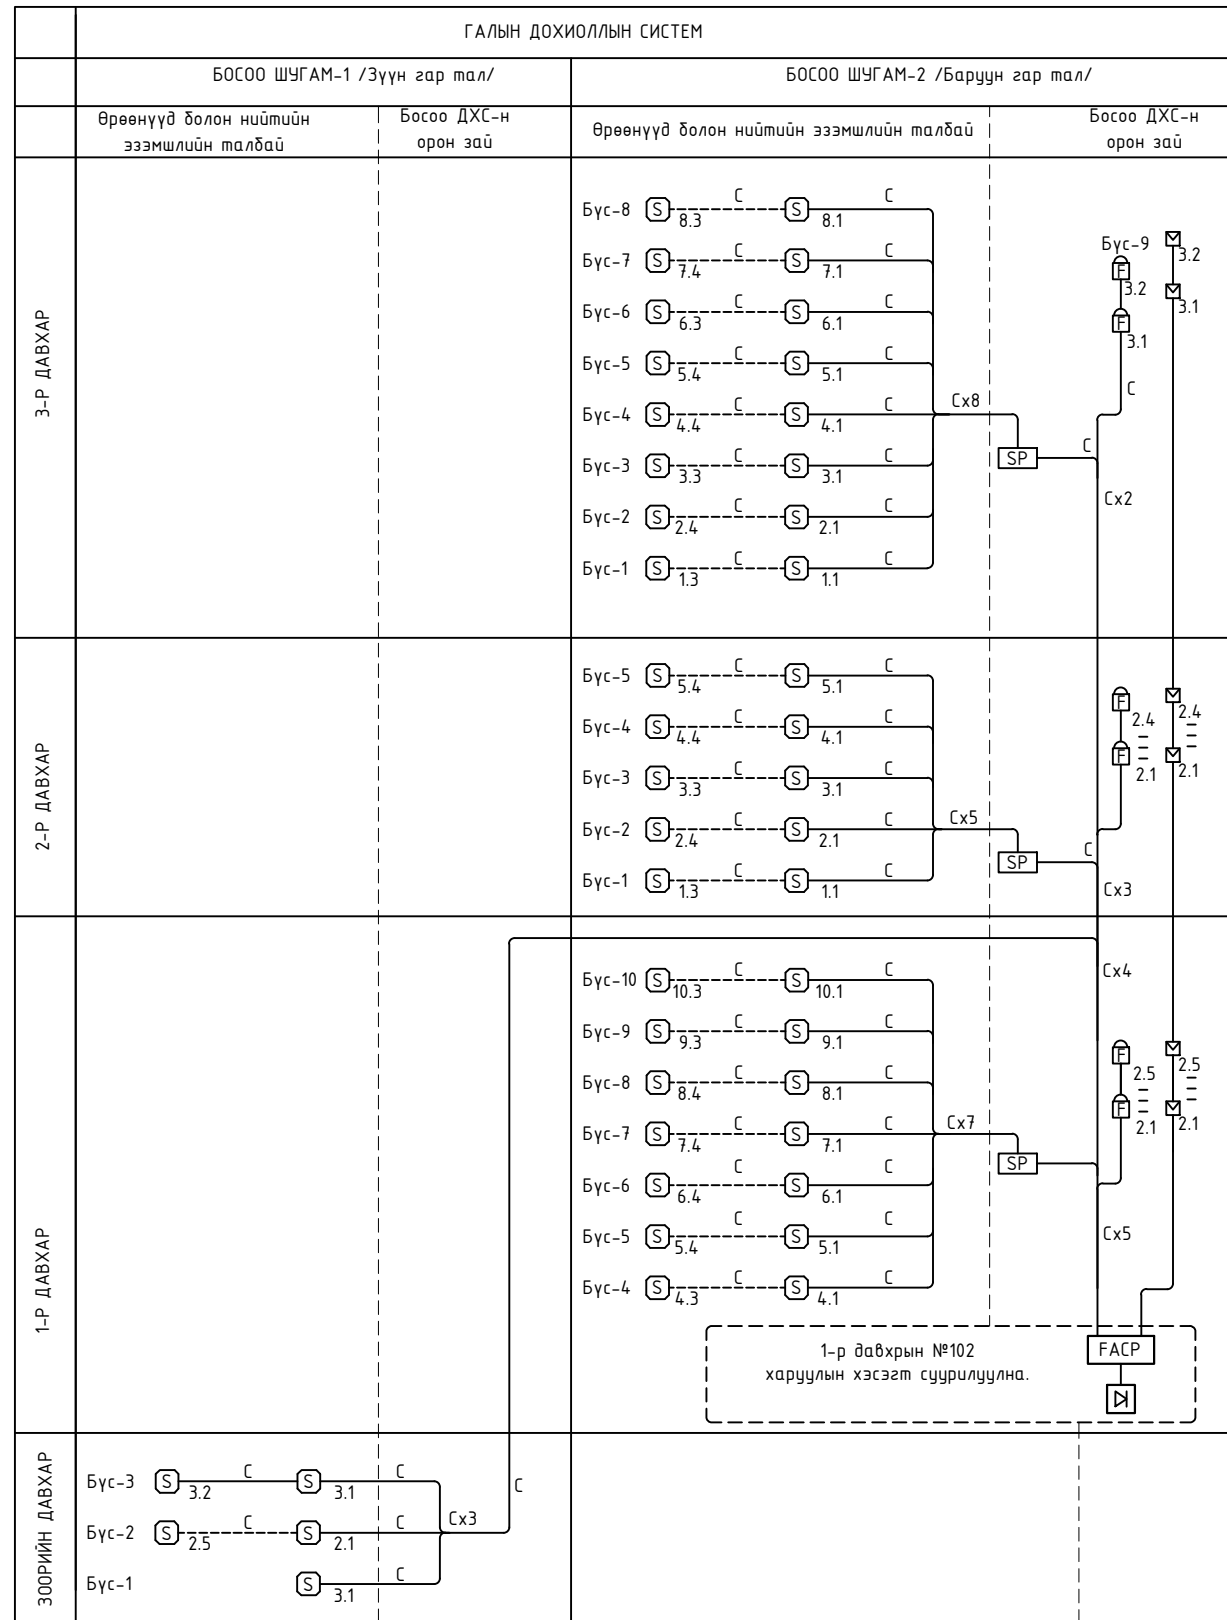 ГАЛЫН ДОХИОЛЛЫН СИСТЕМ
БОСОО ШУГАМ-1 /Зүүн гар тал/
БОСОО ШУГАМ-2 /Баруун гар тал/
Өрөөнүүд болон нийтийн
эзэмшлийн талбай
Босоо ДХС-н
орон зай
Өрөөнүүд болон нийтийн эзэмшлийн талбай
Босоо ДХС-н
орон зай
3-Р ДАВХАР
Бүс-8 S 8.3 C S 8.1 C
Бүс-7 S 7.4 C S 7.1 C
Бүс-6 S 6.3 C S 6.1 C
Бүс-5 S 5.4 C S 5.1 C
Бүс-4 S 4.4 C S 4.1 C
Бүс-3 S 3.3 C S 3.1 C
Бүс-2 S 2.4 C S 2.1 C
Бүс-1 S 1.3 C S 1.1 C
Cx8
SP
C
Cx2
C
Бүс-9
F 3.2
F 3.1
3.2
3.1
2-Р ДАВХАР
Бүс-5 S 5.4 C S 5.1 C
Бүс-4 S 4.4 C S 4.1 C
Бүс-3 S 3.3 C S 3.1 C
Бүс-2 S 2.4 C S 2.1 C
Бүс-1 S 1.3 C S 1.1 C
Cx5
SP
C
Cx3
F 2.4
F 2.1
2.4
2.1
1-Р ДАВХАР
Бүс-10 S 10.3 C S 10.1 C
Бүс-9 S 9.3 C S 9.1 C
Бүс-8 S 8.4 C S 8.1 C
Бүс-7 S 7.4 C S 7.1 C
Бүс-6 S 6.4 C S 6.1 C
Бүс-5 S 5.4 C S 5.1 C
Бүс-4 S 4.3 C S 4.1 C
Cx7
SP
Cx4
Cx5
F 2.5
F 2.1
2.5
2.1
1-р давхрын №102
харуулын хэсэгт суурилуулна.
FACP
ЗООРИЙН ДАВХАР
Бүс-3 S 3.2 C S 3.1 C
Бүс-2 S 2.5 C S 2.1 C
Бүс-1 S 3.1 C
Cx3
C